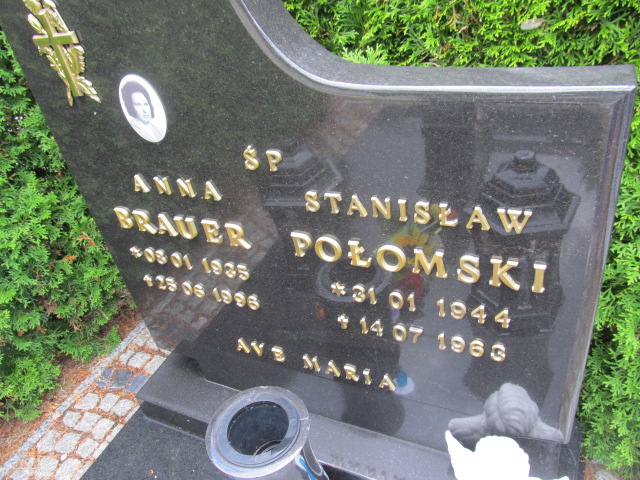 ŚP
ANNA
BRAUER
*03 01 1935
+25 06 1996
STANISŁAW
POŁOMSKI
*31 01 1944
+14 07 1963
AVE MARIA